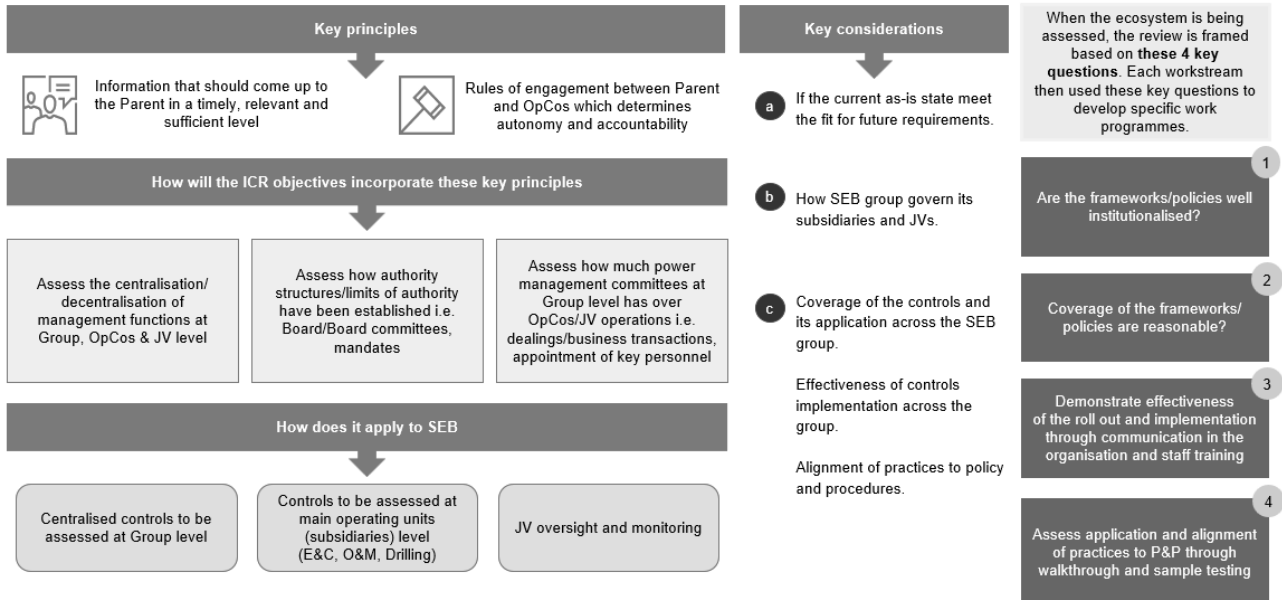 Key principles
Information that should come up to
the Parent in a timely, relevant and
sufficient level
Rules of engagement between Parent
and OpCos which determines
autonomy and accountability
How will the ICR objectives incorporate these key principles
Assess the centralisation/
decentralisation of
management functions at
Group, OpCos & JV level
Assess how authority
structures/limits of authority
have been established i.e.
Board/Board committees,
mandates
Assess how much power
management committees at
Group level has over
OpCos/JV operations i.e.
dealings/business transactions,
appointment of key personnel
How does it apply to SEB
Centralised controls to be
assessed at Group level
Controls to be assessed at
main operating units
(subsidiaries) level
(E&C, O&M, Drilling)
JV oversight and monitoring
Key considerations
a
If the current as-is state meet
the fit for future requirements.
b
How SEB group govern its
subsidiaries and JVs.
c
Coverage of the controls and
its application across the SEB
group.
Effectiveness of controls
implementation across the
group.
Alignment of practices to policy
and procedures.
When the ecosystem is being
assessed, the review is framed
based on these 4 key
questions. Each workstream
then used these key questions to
develop specific work
programmes.
1
Are the frameworks/policies well
institutionalised?
2
Coverage of the frameworks/
policies are reasonable?
3
Demonstrate effectiveness
of the roll out and implementation
through communication in the
organisation and staff training
4
Assess application and alignment
of practices to P&P through
walkthrough and sample testing